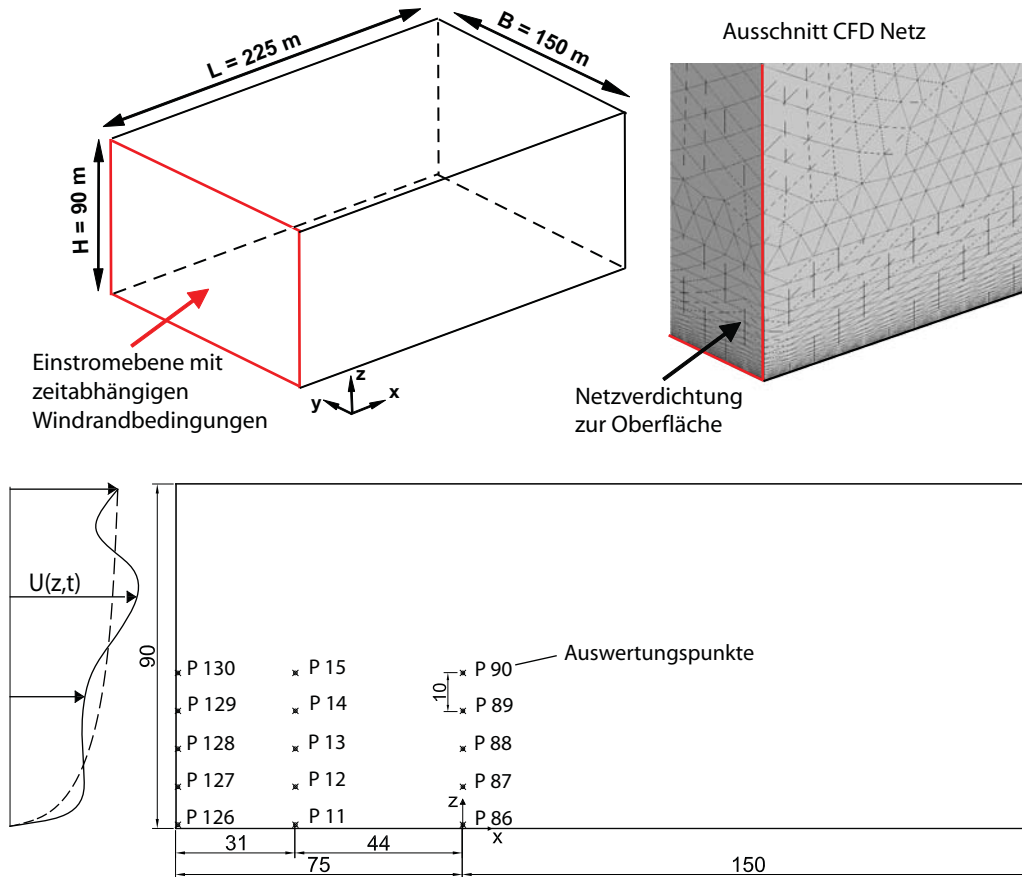 L = 225 m
B = 150 m
H = 90 m
Einstromebene mit
zeitabhängigen
Windrandbedingungen
z
y
x
Ausschnitt CFD Netz
Netzverdichtung
zur Oberfläche
U(z,t)
90
P 130
P 15
P 90
Auswertungspunkte
10
P 129
P 14
P 89
P 128
P 13
P 88
P 127
P 12
P 87
z
P 126
P 11
P 86
x
31
44
75
150